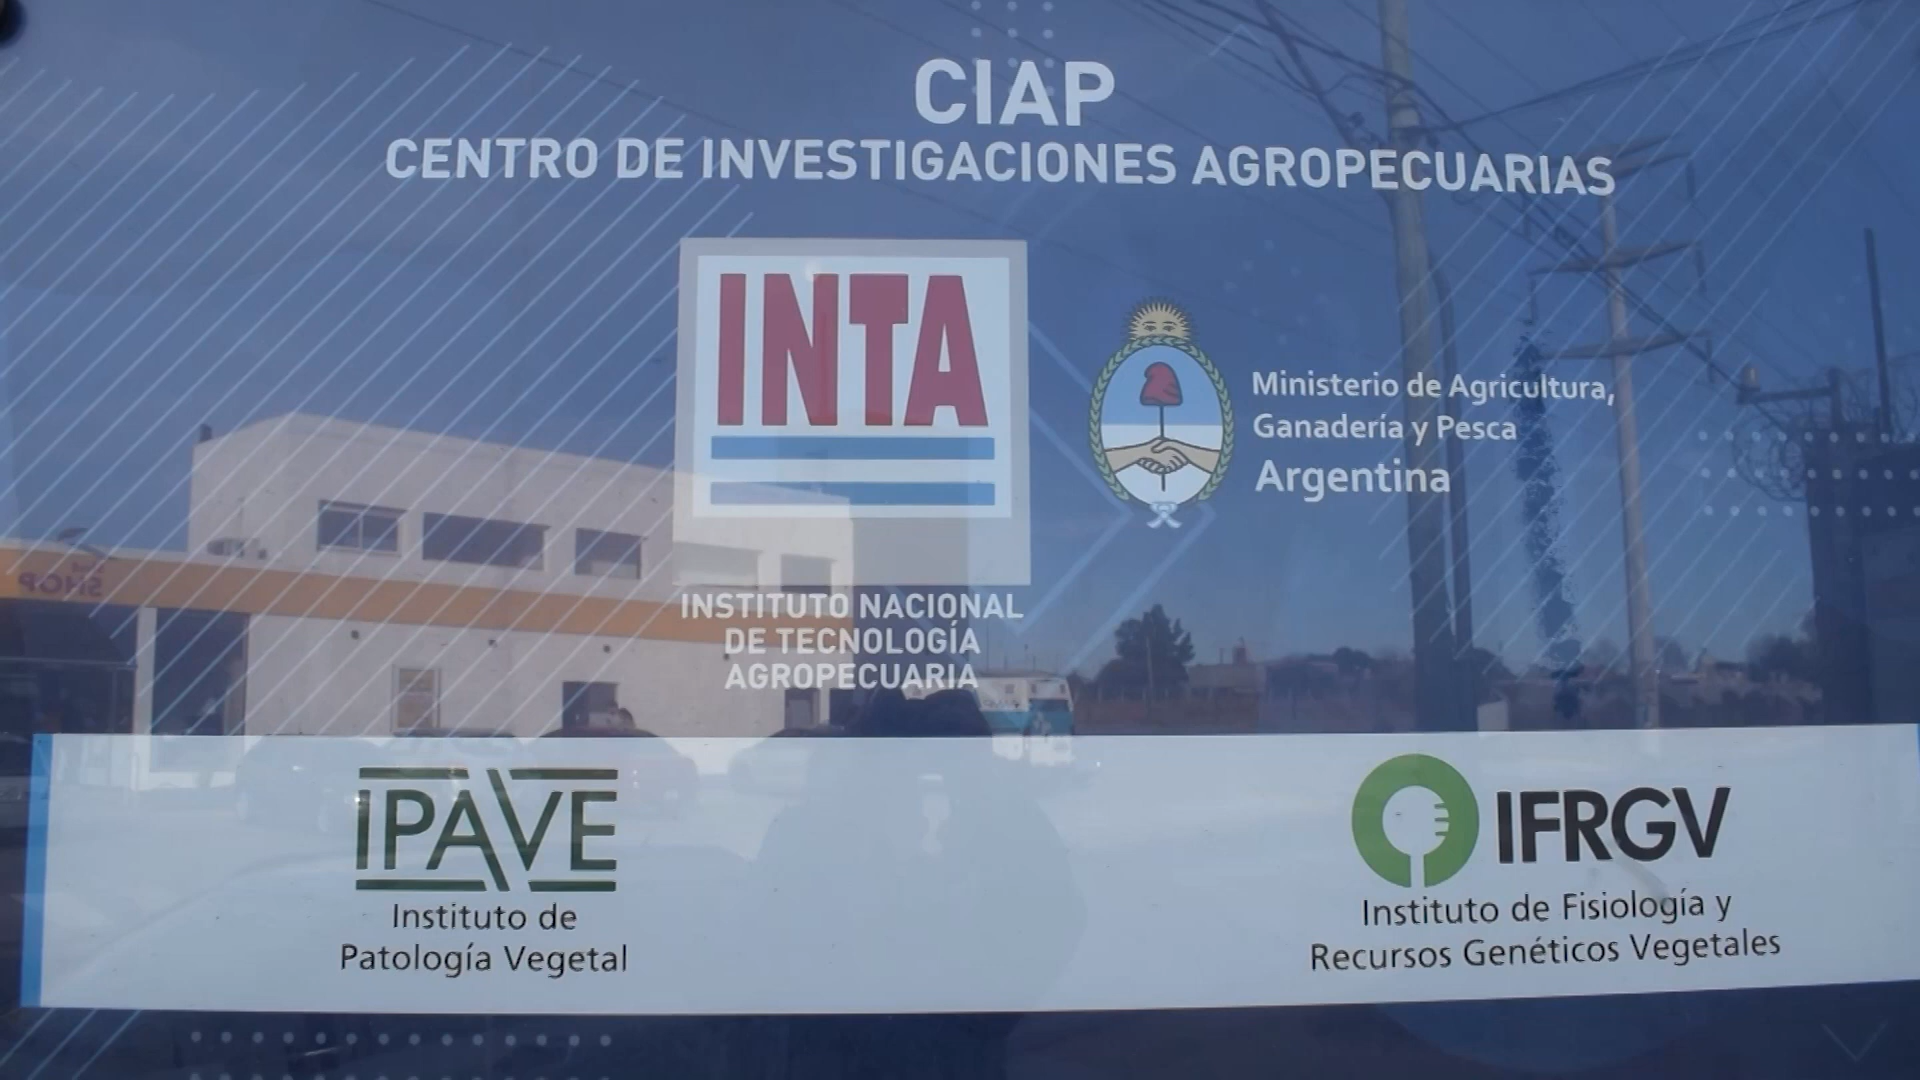 CIAP
CENTRO DE INVESTIGACIONES AGROPECUARIAS
INTA
INSTITUTO NACIONAL
DE TECNOLOGÍA
AGROPECUARIA
Ministerio de Agricultura,
Ganadería y Pesca
Argentina
SHOP
IPAVE
Instituto de
Patología Vegetal
IFRGV
Instituto de Fisiología y
Recursos Genéticos Vegetales